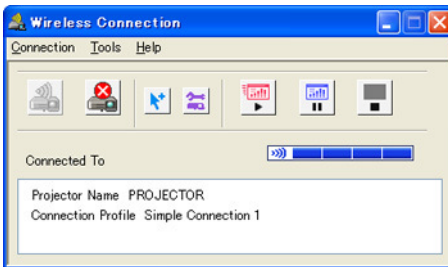 Wireless Connection
Connection Tools Help
Connected To
Projector Name PROJECTOR
Connection Profile Simple Connection 1